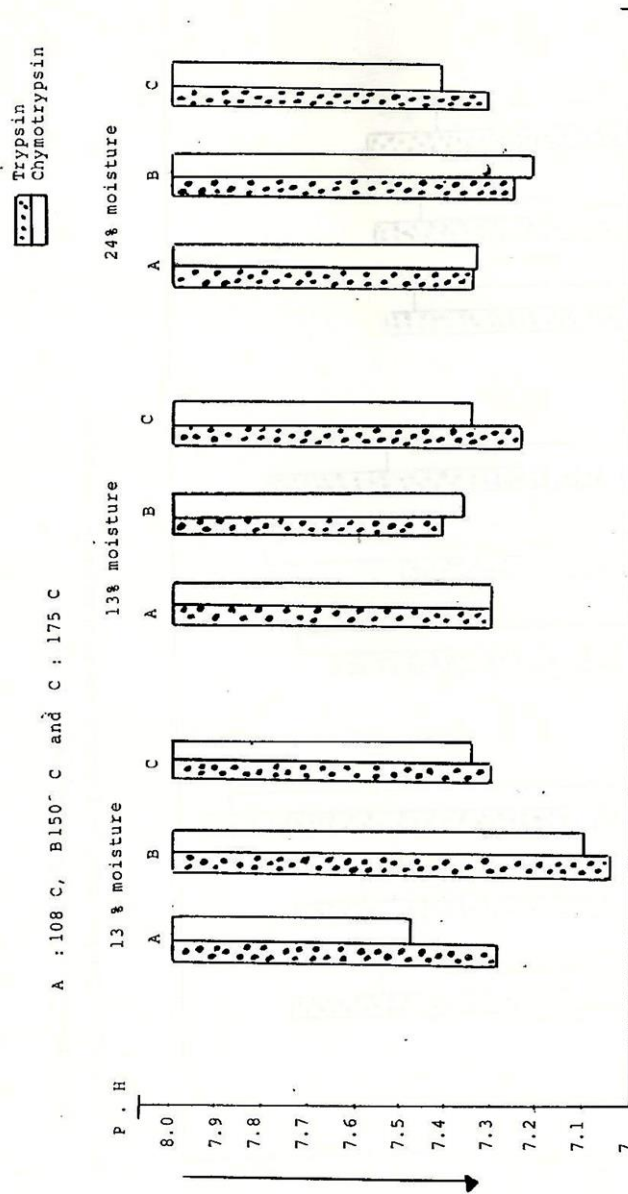 Trypsin
Chymotrypsin
A :108 C, B150° C and C : 175 C
13 % moisture
13% moisture
24% moisture
P . H
A B C
A B C
A B C
8.0
7.9
7.8
7.7
7.6
7.5
7.4
7.3
7.2
7.1
7